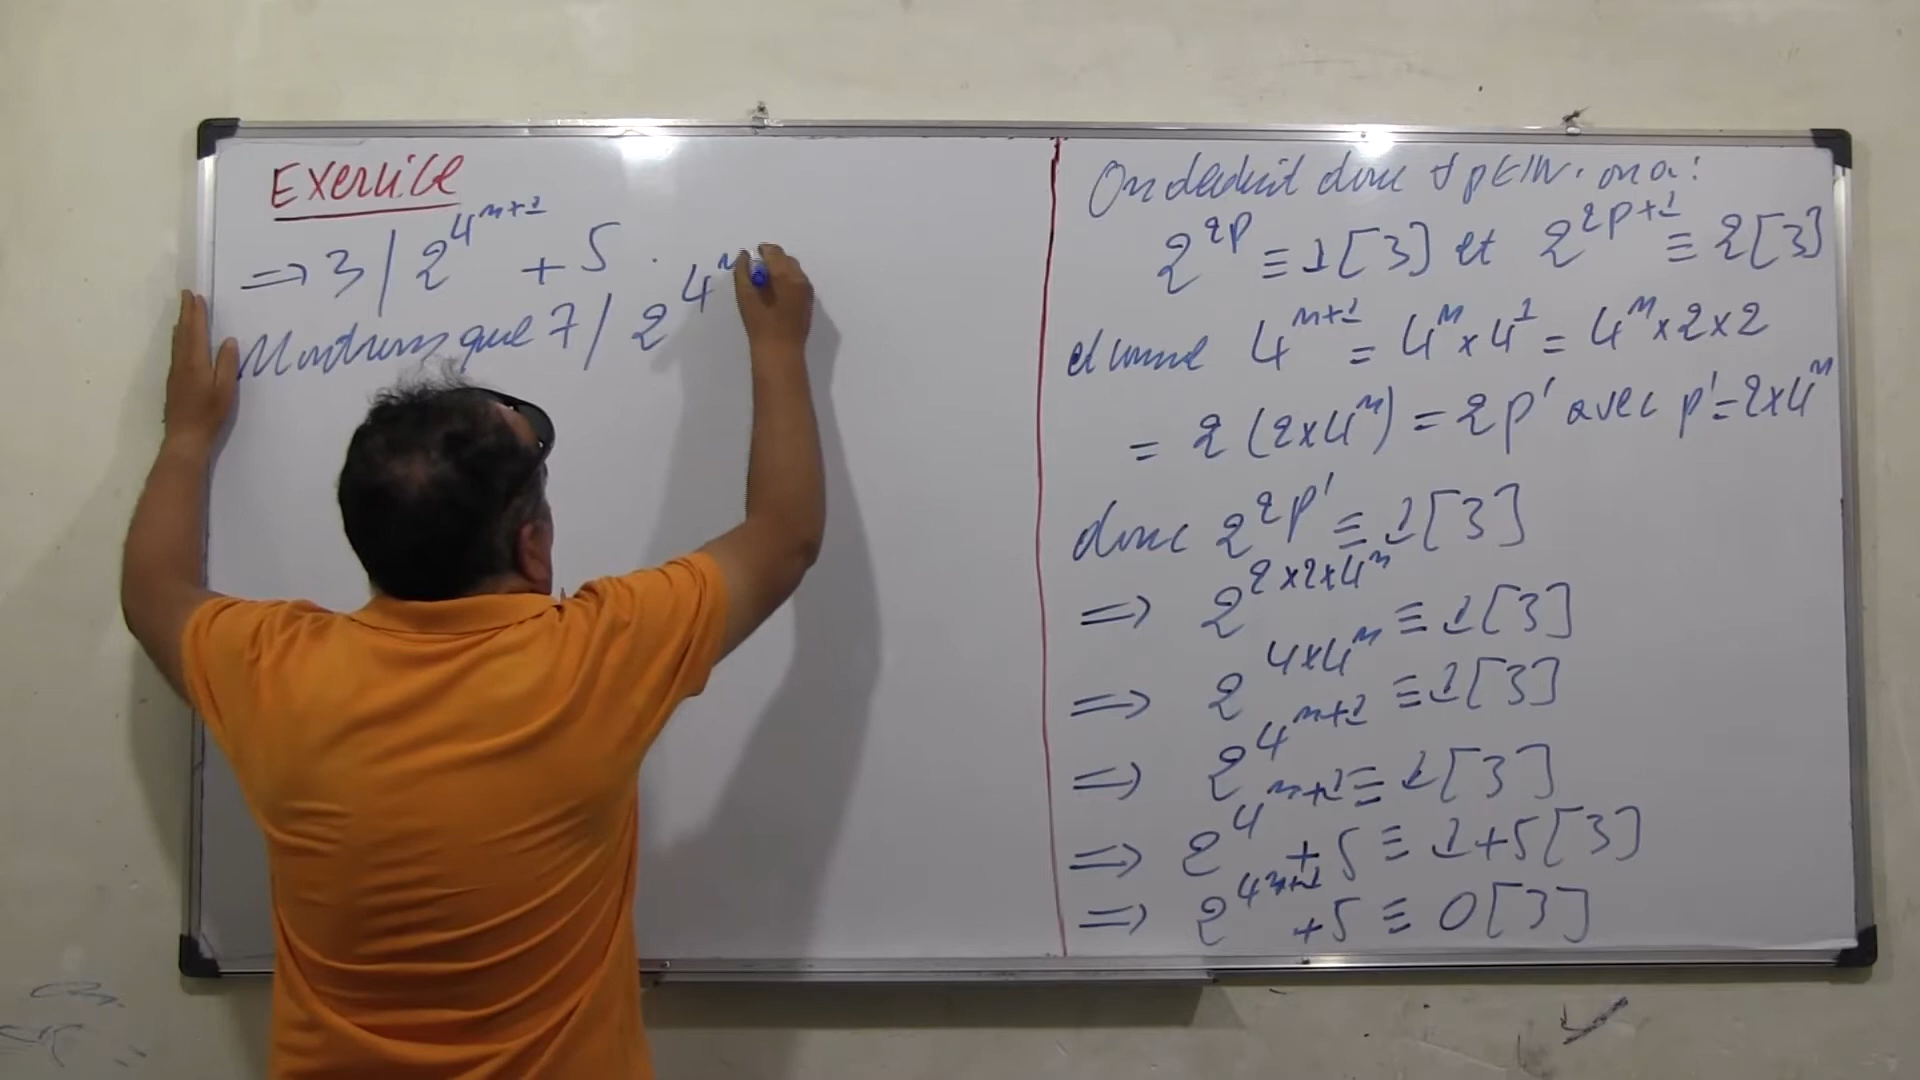 Exercice
⇒ 3 / 2^{4^{n+1}} + 5 .
Montrons que 7 / 2^{4^{n
On deduit donc ∀ p ∈ IN. on a :
2^{2p} ≡ 1 [3] et 2^{2p+1} ≡ 2 [3]
et comme 4^{n+1} = 4^n × 4^1 = 4^n × 2 × 2
= 2 (2×4^n) = 2p' avec p' = 2×4^n
donc 2^{2p'} ≡ 1 [3]
⇒ 2^{2×2×4^n} ≡ 1 [3]
⇒ 2^{4×4^n} ≡ 1 [3]
⇒ 2^{4^{n+1}} ≡ 1 [3]
⇒ 2^{4^{n+1}} + 5 ≡ 1+5 [3]
⇒ 2^{4^{n+1}} + 5 ≡ 0 [3]